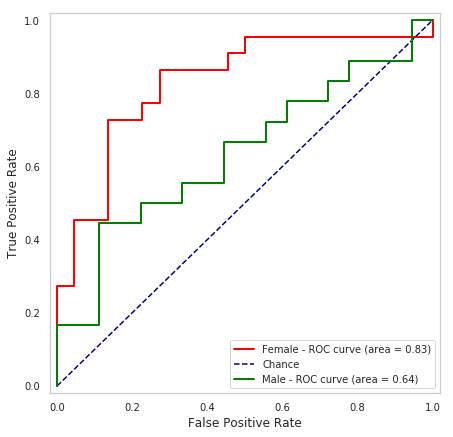 1.0
0.8
0.6
0.4
0.2
0.0
True Positive Rate
Female - ROC curve (area = 0.83)
Chance
Male - ROC curve (area = 0.64)
0.0 0.2 0.4 0.6 0.8 1.0
False Positive Rate